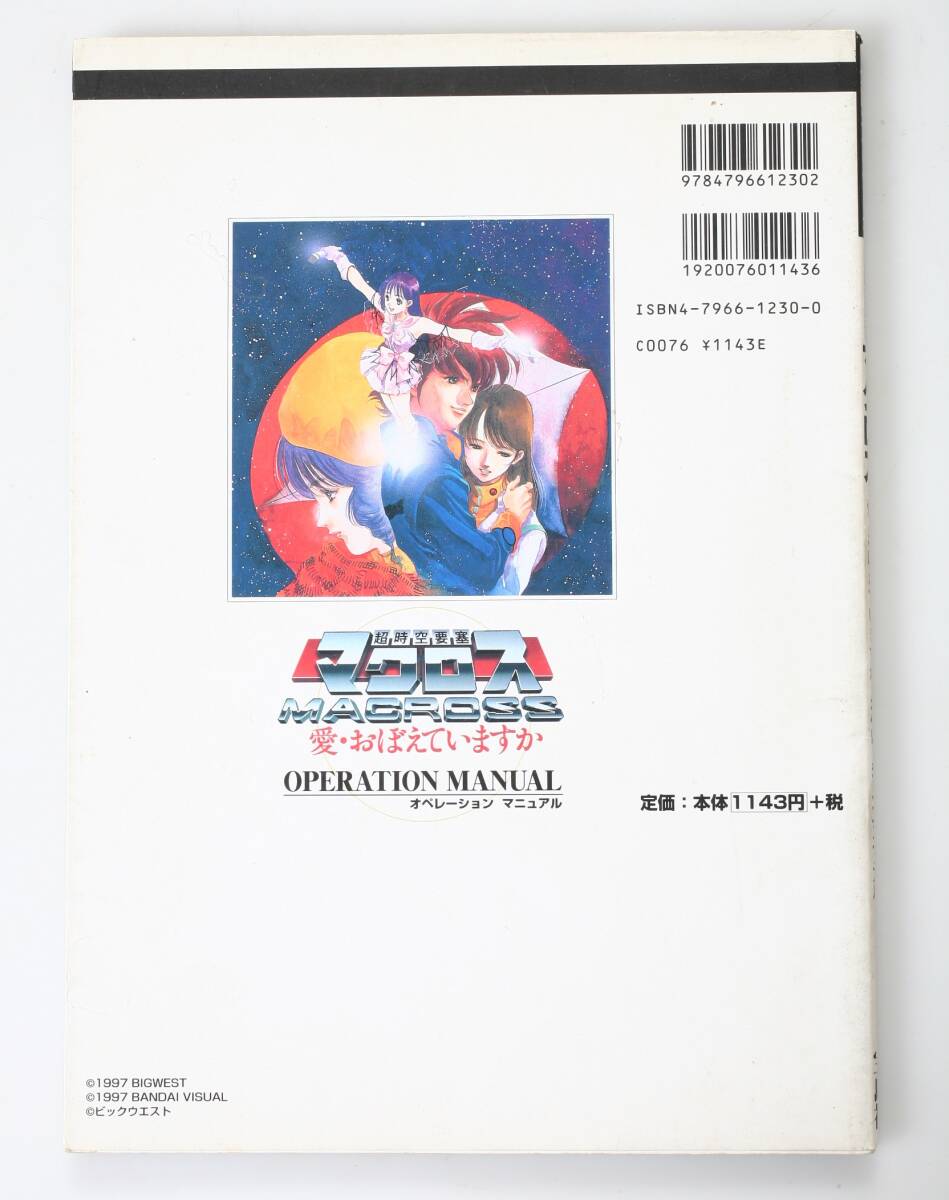 9784796612302
1920076011436
ISBN4-7966-1230-0
C0076 ¥1143E
超時空要塞
マクロス
MACROSS
愛・おぼえていますか
OPERATION MANUAL
オペレーション マニュアル
定価：本体1143円+税
©1997 BIGWEST
©1997 BANDAI VISUAL
©ビックウエスト